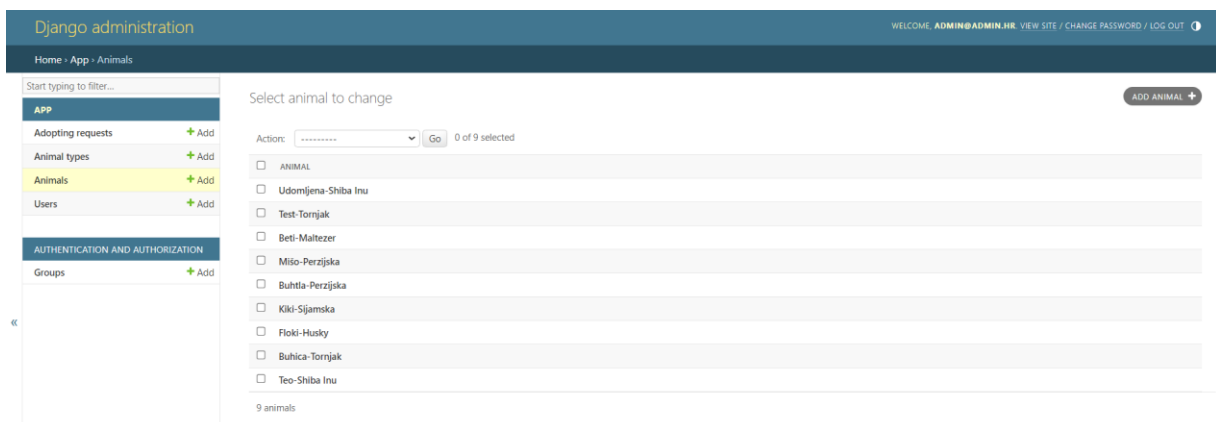 Django administration
WELCOME, ADMIN@ADMIN.HR. VIEW SITE / CHANGE PASSWORD / LOG OUT
Home › App › Animals
Start typing to filter...
APP
Adopting requests + Add
Animal types + Add
Animals + Add
Users + Add
AUTHENTICATION AND AUTHORIZATION
Groups + Add
«
Select animal to change
ADD ANIMAL +
Action: --------- Go 0 of 9 selected
ANIMAL
Udomljena-Shiba Inu
Test-Tornjak
Beti-Maltezer
Mišo-Perzijska
Buhtla-Perzijska
Kiki-Sijamska
Floki-Husky
Buhica-Tornjak
Teo-Shiba Inu
9 animals